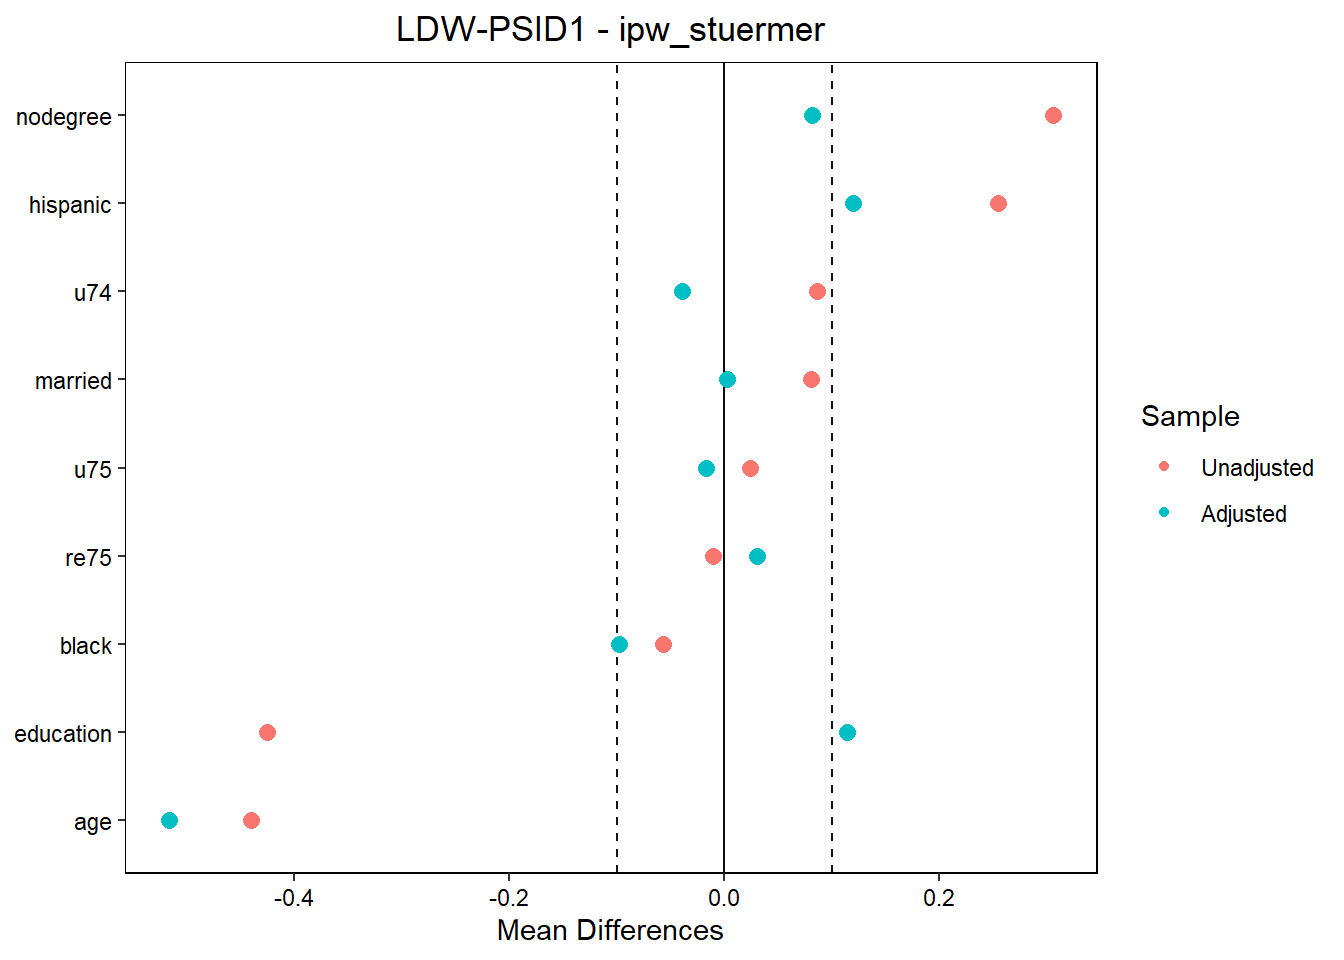 LDW-PSID1 - ipw_stuermer
nodegree
hispanic
u74
married
u75
re75
black
education
age
-0.4
-0.2
0.0
0.2
Mean Differences
Sample
Unadjusted
Adjusted